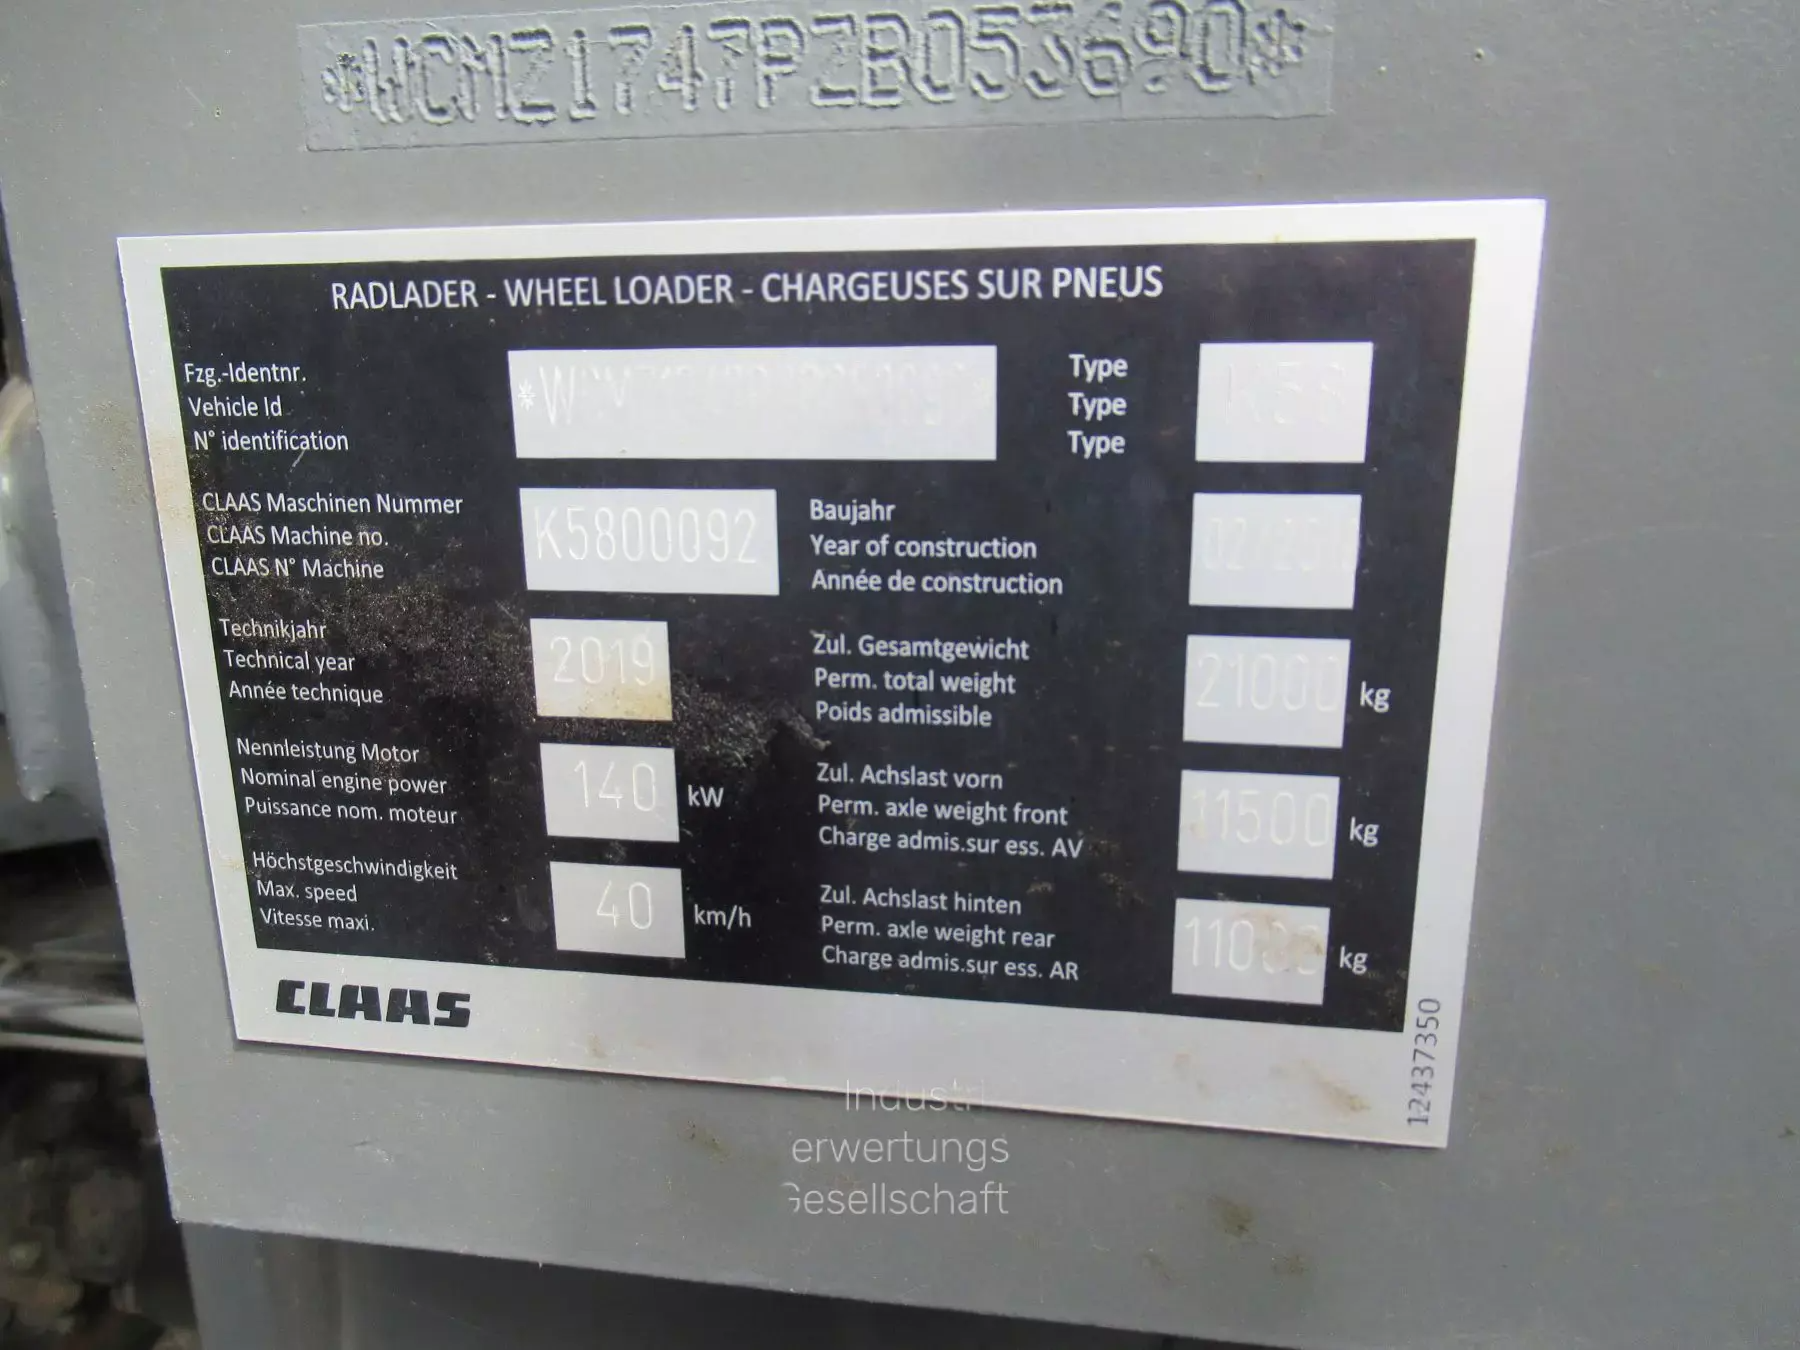 *WCMZ1747PZB053690*
RADLADER - WHEEL LOADER - CHARGEUSES SUR PNEUS
Fzg.-Identnr.
Vehicle Id
N° identification
Type
Type
Type
K58
CLAAS Maschinen Nummer
CLAAS Machine no.
CLAAS N° Machine
K5800092
Baujahr
Year of construction
Année de construction
Technikjahr
Technical year
Année technique
2019
Zul. Gesamtgewicht
Perm. total weight
Poids admissible
21000 kg
Nennleistung Motor
Nominal engine power
Puissance nom. moteur
140 kW
Zul. Achslast vorn
Perm. axle weight front
Charge admis.sur ess. AV
11500 kg
Höchstgeschwindigkeit
Max. speed
Vitesse maxi.
40 km/h
Zul. Achslast hinten
Perm. axle weight rear
Charge admis.sur ess. AR
11000 kg
CLAAS
12437350
Industri
erwertungs
Gesellschaft